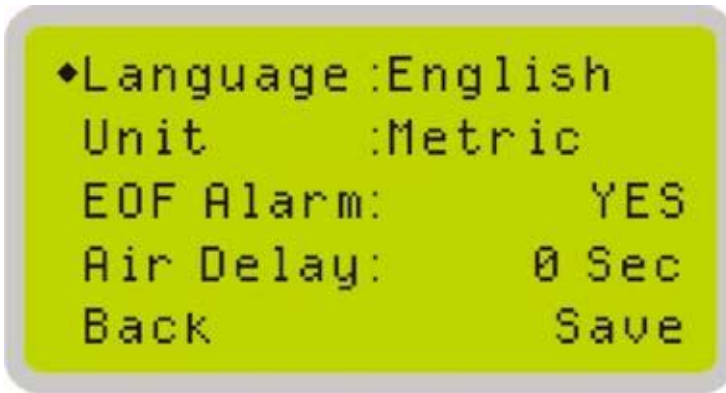 ◆Language:English
Unit :Metric
EOF Alarm: YES
Air Delay: 0 Sec
Back Save